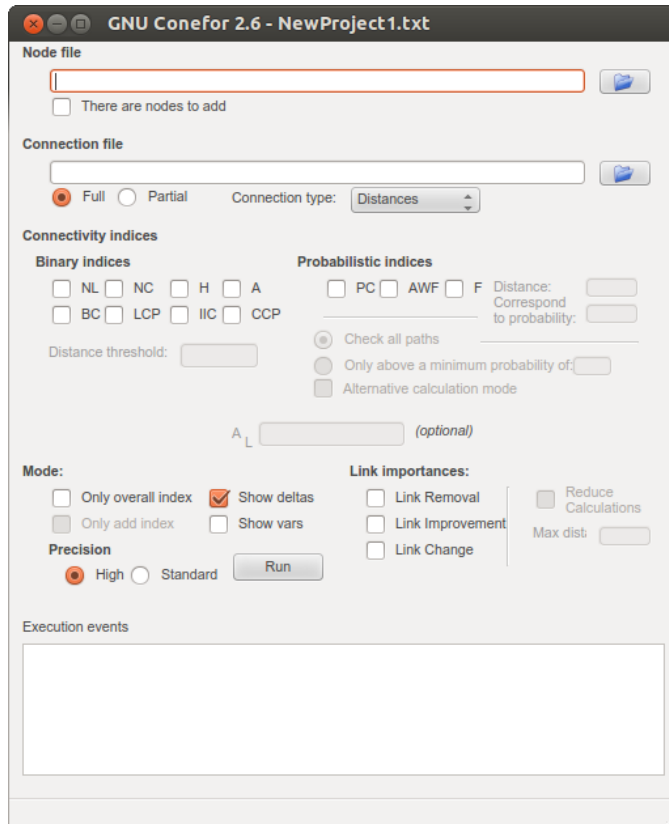 GNU Conefor 2.6 - NewProject1.txt
Node file
There are nodes to add
Connection file
Full Partial Connection type: Distances
Connectivity indices
Binary indices Probabilistic indices
NL NC H A PC AWF F Distance:
BC LCP IIC CCP Correspond to probability:
Distance threshold: Check all paths
Only above a minimum probability of:
Alternative calculation mode
A L (optional)
Mode: Link importances:
Only overall index Show deltas Link Removal Reduce Calculations
Only add index Show vars Link Improvement Max dist
Precision Link Change
High Standard Run
Execution events